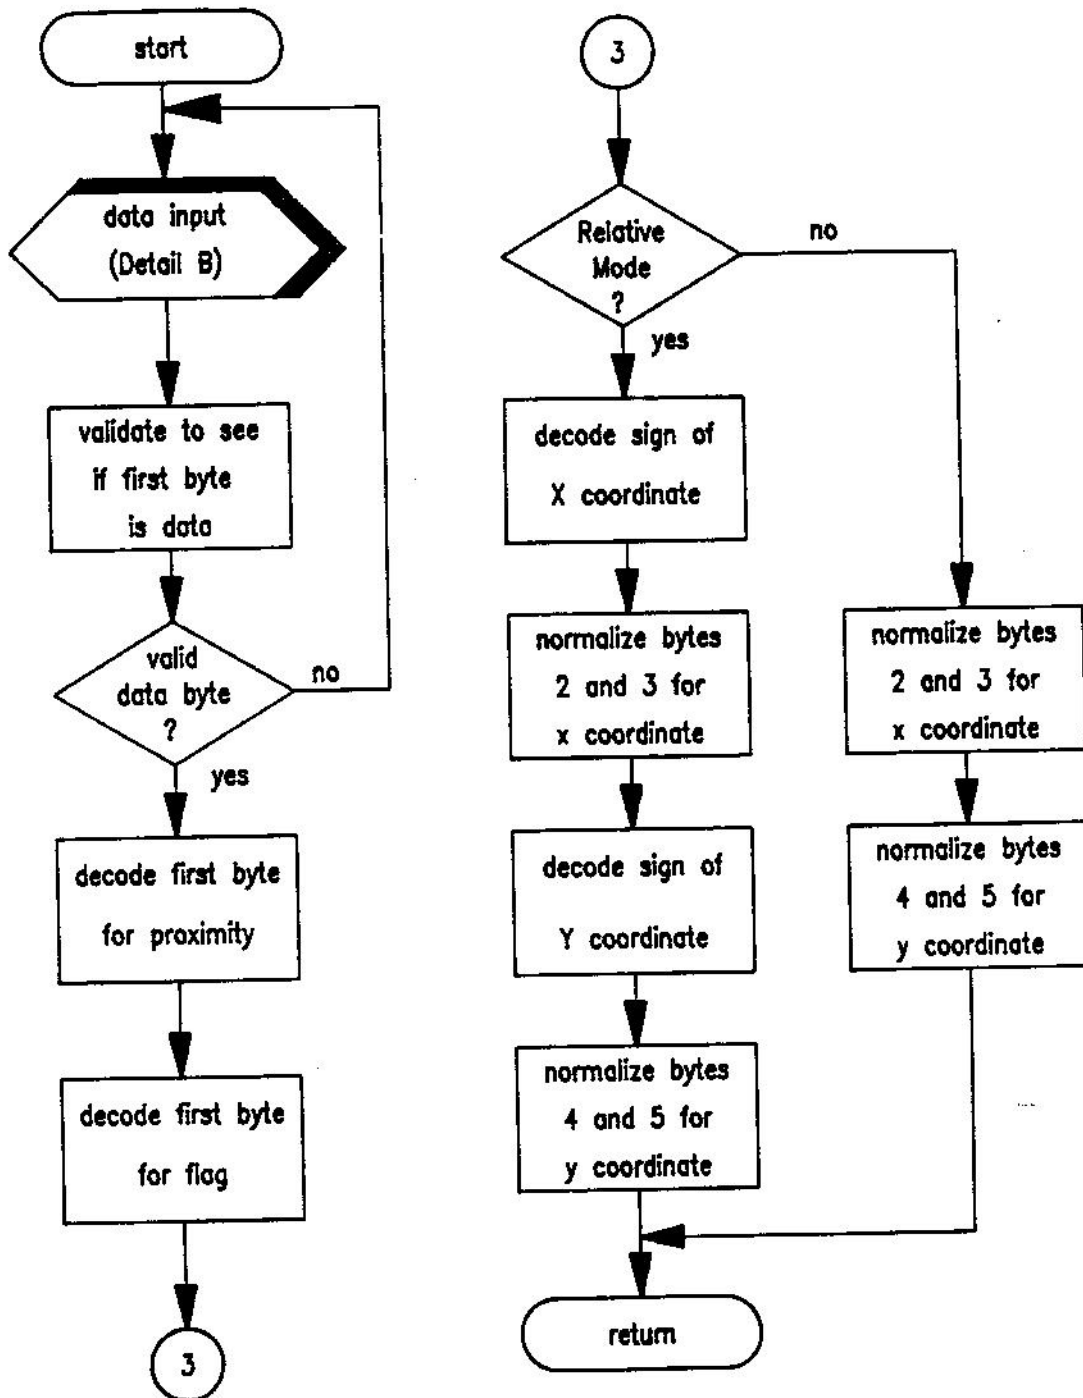 start
data input
(Detail B)
validate to see
if first byte
is data
valid
data byte
?
no
yes
decode first byte
for proximity
decode first byte
for flag
3
3
Relative
Mode
?
no
yes
decode sign of
X coordinate
normalize bytes
2 and 3 for
x coordinate
decode sign of
Y coordinate
normalize bytes
4 and 5 for
y coordinate
normalize bytes
2 and 3 for
x coordinate
normalize bytes
4 and 5 for
y coordinate
return